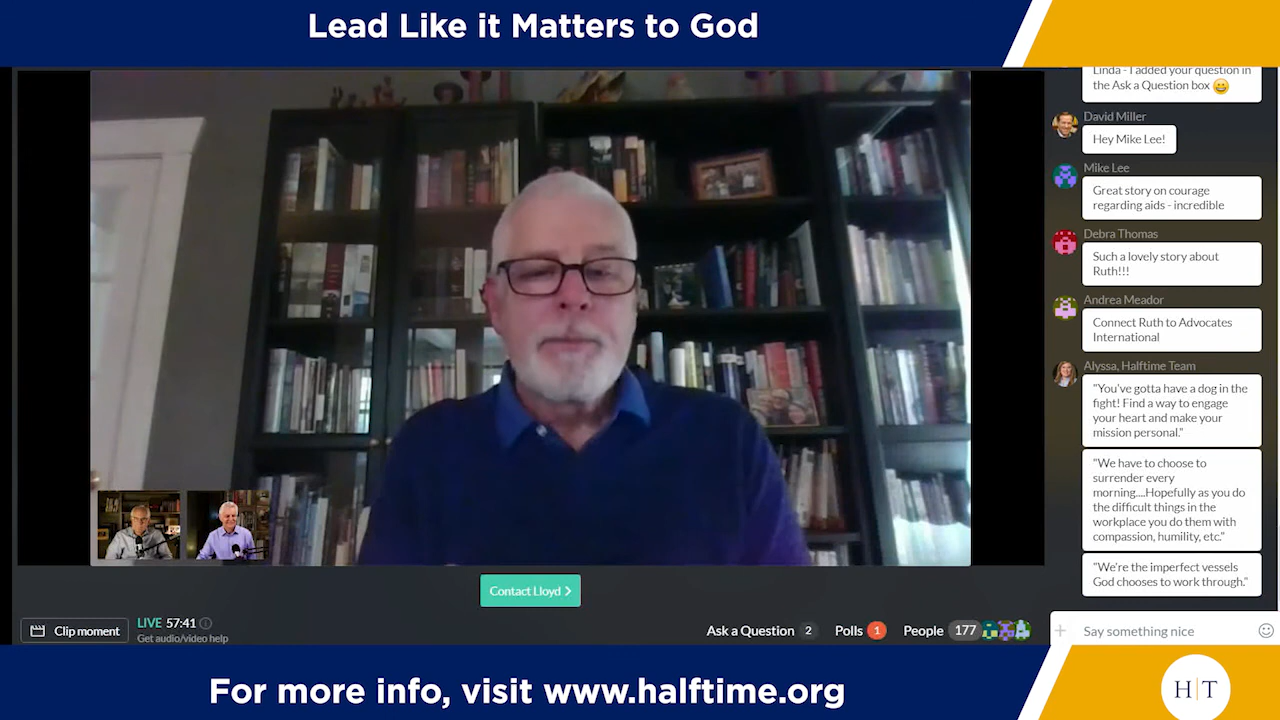 Lead Like it Matters to God
Linda - I added your question in
the Ask a Question box
David Miller
Hey Mike Lee!
Mike Lee
Great story on courage
regarding aids - incredible
Debra Thomas
Such a lovely story about
Ruth!!!
Andrea Meador
Connect Ruth to Advocates
International
Alyssa, Halftime Team
"You've gotta have a dog in the
fight! Find a way to engage
your heart and make your
mission personal."
"We have to choose to
surrender every
morning....Hopefully as you do
the difficult things in the
workplace you do them with
compassion, humility, etc."
"We're the imperfect vessels
God chooses to work through."
Contact Lloyd
Clip moment
LIVE 57:41
Get audio/video help
Ask a Question 2
Polls 1
People 177
Say something nice
For more info, visit www.halftime.org
H|T